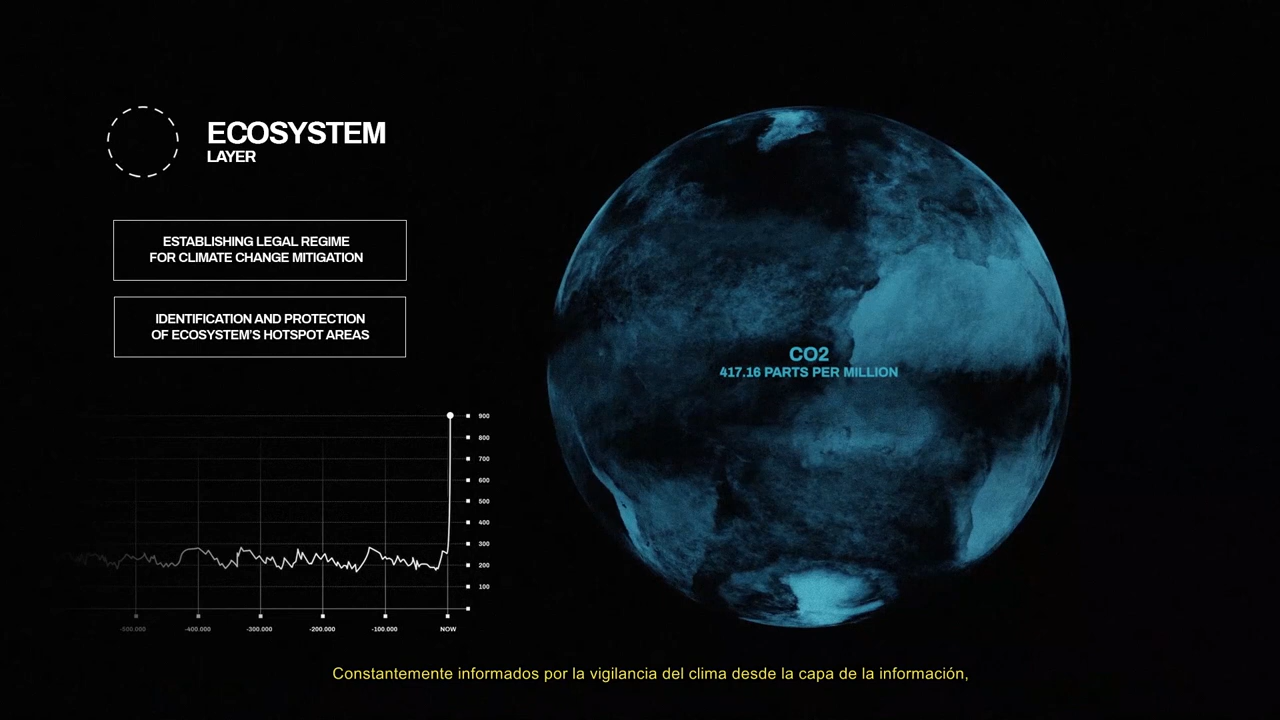 ECOSYSTEM
LAYER
ESTABLISHING LEGAL REGIME
FOR CLIMATE CHANGE MITIGATION
IDENTIFICATION AND PROTECTION
OF ECOSYSTEM'S HOTSPOT AREAS
CO2
417.16 PARTS PER MILLION
900
800
700
600
500
400
300
200
100
-500.000 -400.000 -300.000 -200.000 -100.000 NOW
Constantemente informados por la vigilancia del clima desde la capa de la información,